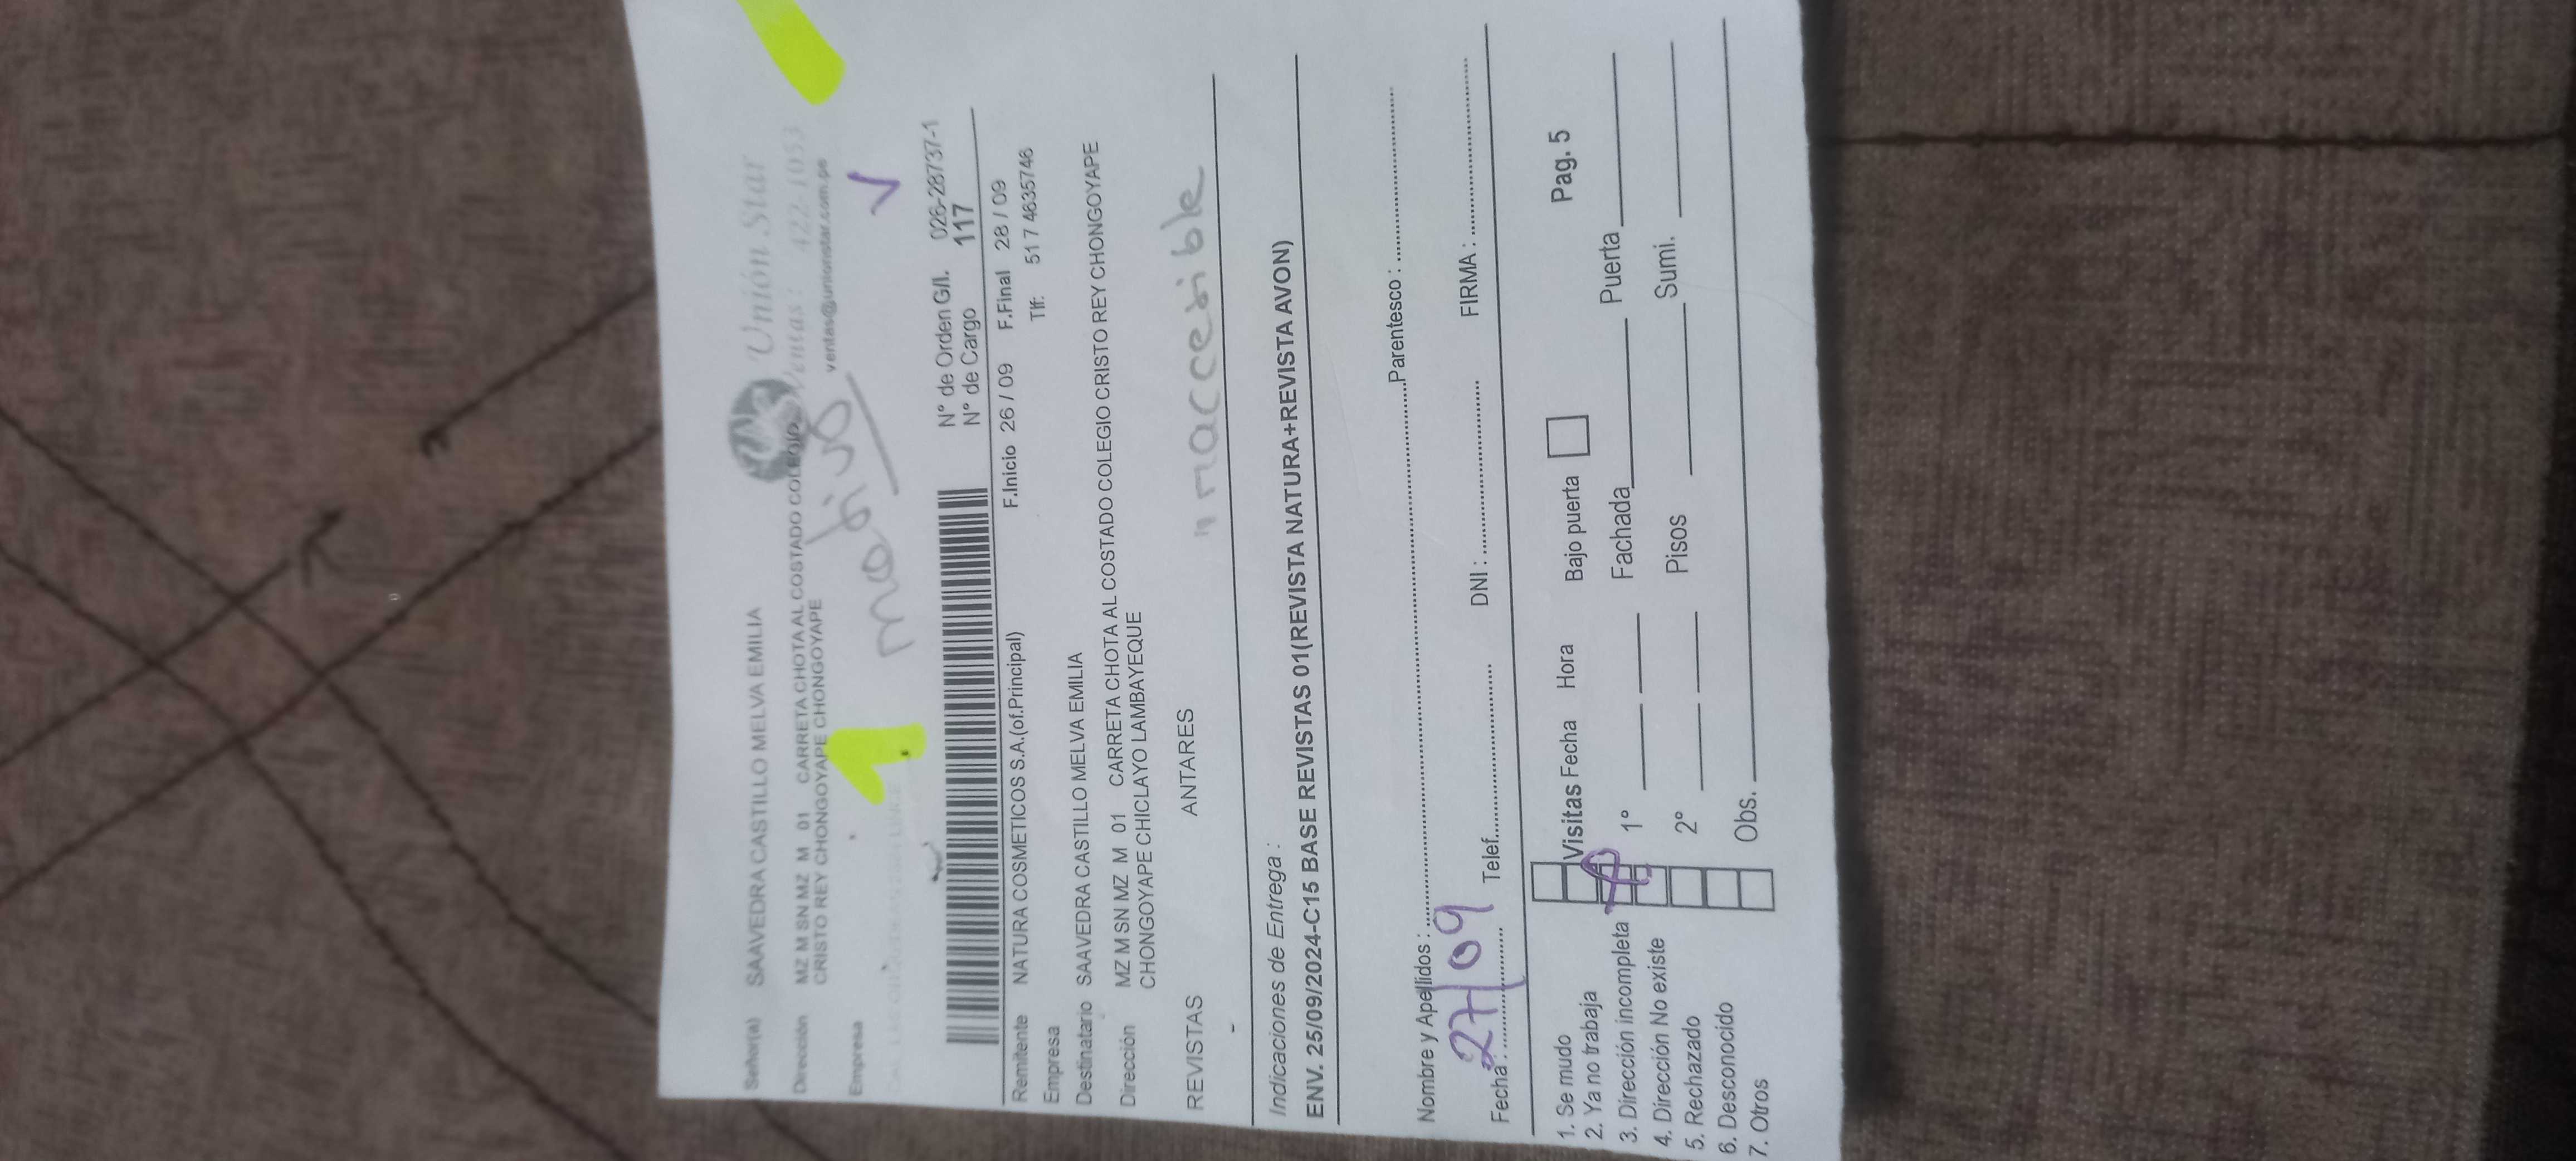 Unión Star
Ventas: 422-1053
ventas@unionstar.com.pe
Señor(a) SAAVEDRA CASTILLO MELVA EMILIA
Dirección MZ M SN MZ M 01 CARRETA CHOTA AL COSTADO COLEGIO
CRISTO REY CHONGOYAPE CHONGOYAPE
Empresa
N° de Orden G/I. 026-28737-1
N° de Cargo 117
Remitente NATURA COSMETICOS S.A.(of.Principal) F.Inicio 26 / 09 F.Final 28 / 09
Empresa Tlf: 51 7 4635746
Destinatario SAAVEDRA CASTILLO MELVA EMILIA
Dirección MZ M SN MZ M 01 CARRETA CHOTA AL COSTADO COLEGIO CRISTO REY CHONGOYAPE
CHONGOYAPE CHICLAYO LAMBAYEQUE
REVISTAS ANTARES
Indicaciones de Entrega :
ENV. 25/09/2024-C15 BASE REVISTAS 01(REVISTA NATURA+REVISTA AVON)
Nombre y Apellidos : Parentesco :
Fecha : 27/09 Telef. DNI : FIRMA :
1. Se mudo Visitas Fecha Hora Bajo puerta Pag. 5
2. Ya no trabaja
3. Dirección incompleta 1° Fachada Puerta
4. Dirección No existe
5. Rechazado 2° Pisos Sumi.
6. Desconocido
7. Otros Obs.